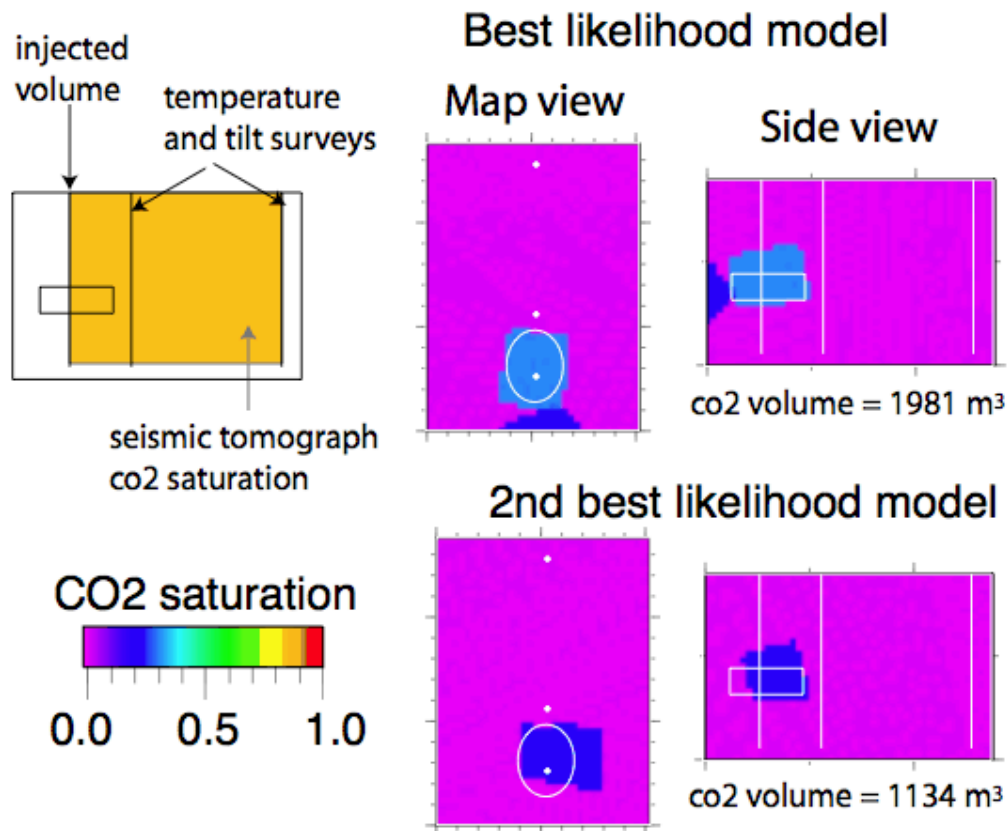 injected
volume
temperature
and tilt surveys
seismic tomograph
co2 saturation
CO2 saturation
0.0 0.5 1.0
Best likelihood model
Map view
Side view
co2 volume = 1981 m³
2nd best likelihood model
co2 volume = 1134 m³